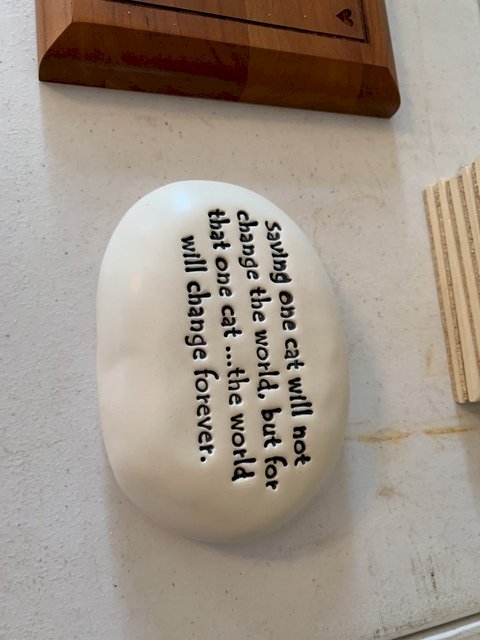 Saving one cat will not
change the world, but for
that one cat ...the world
will change forever.